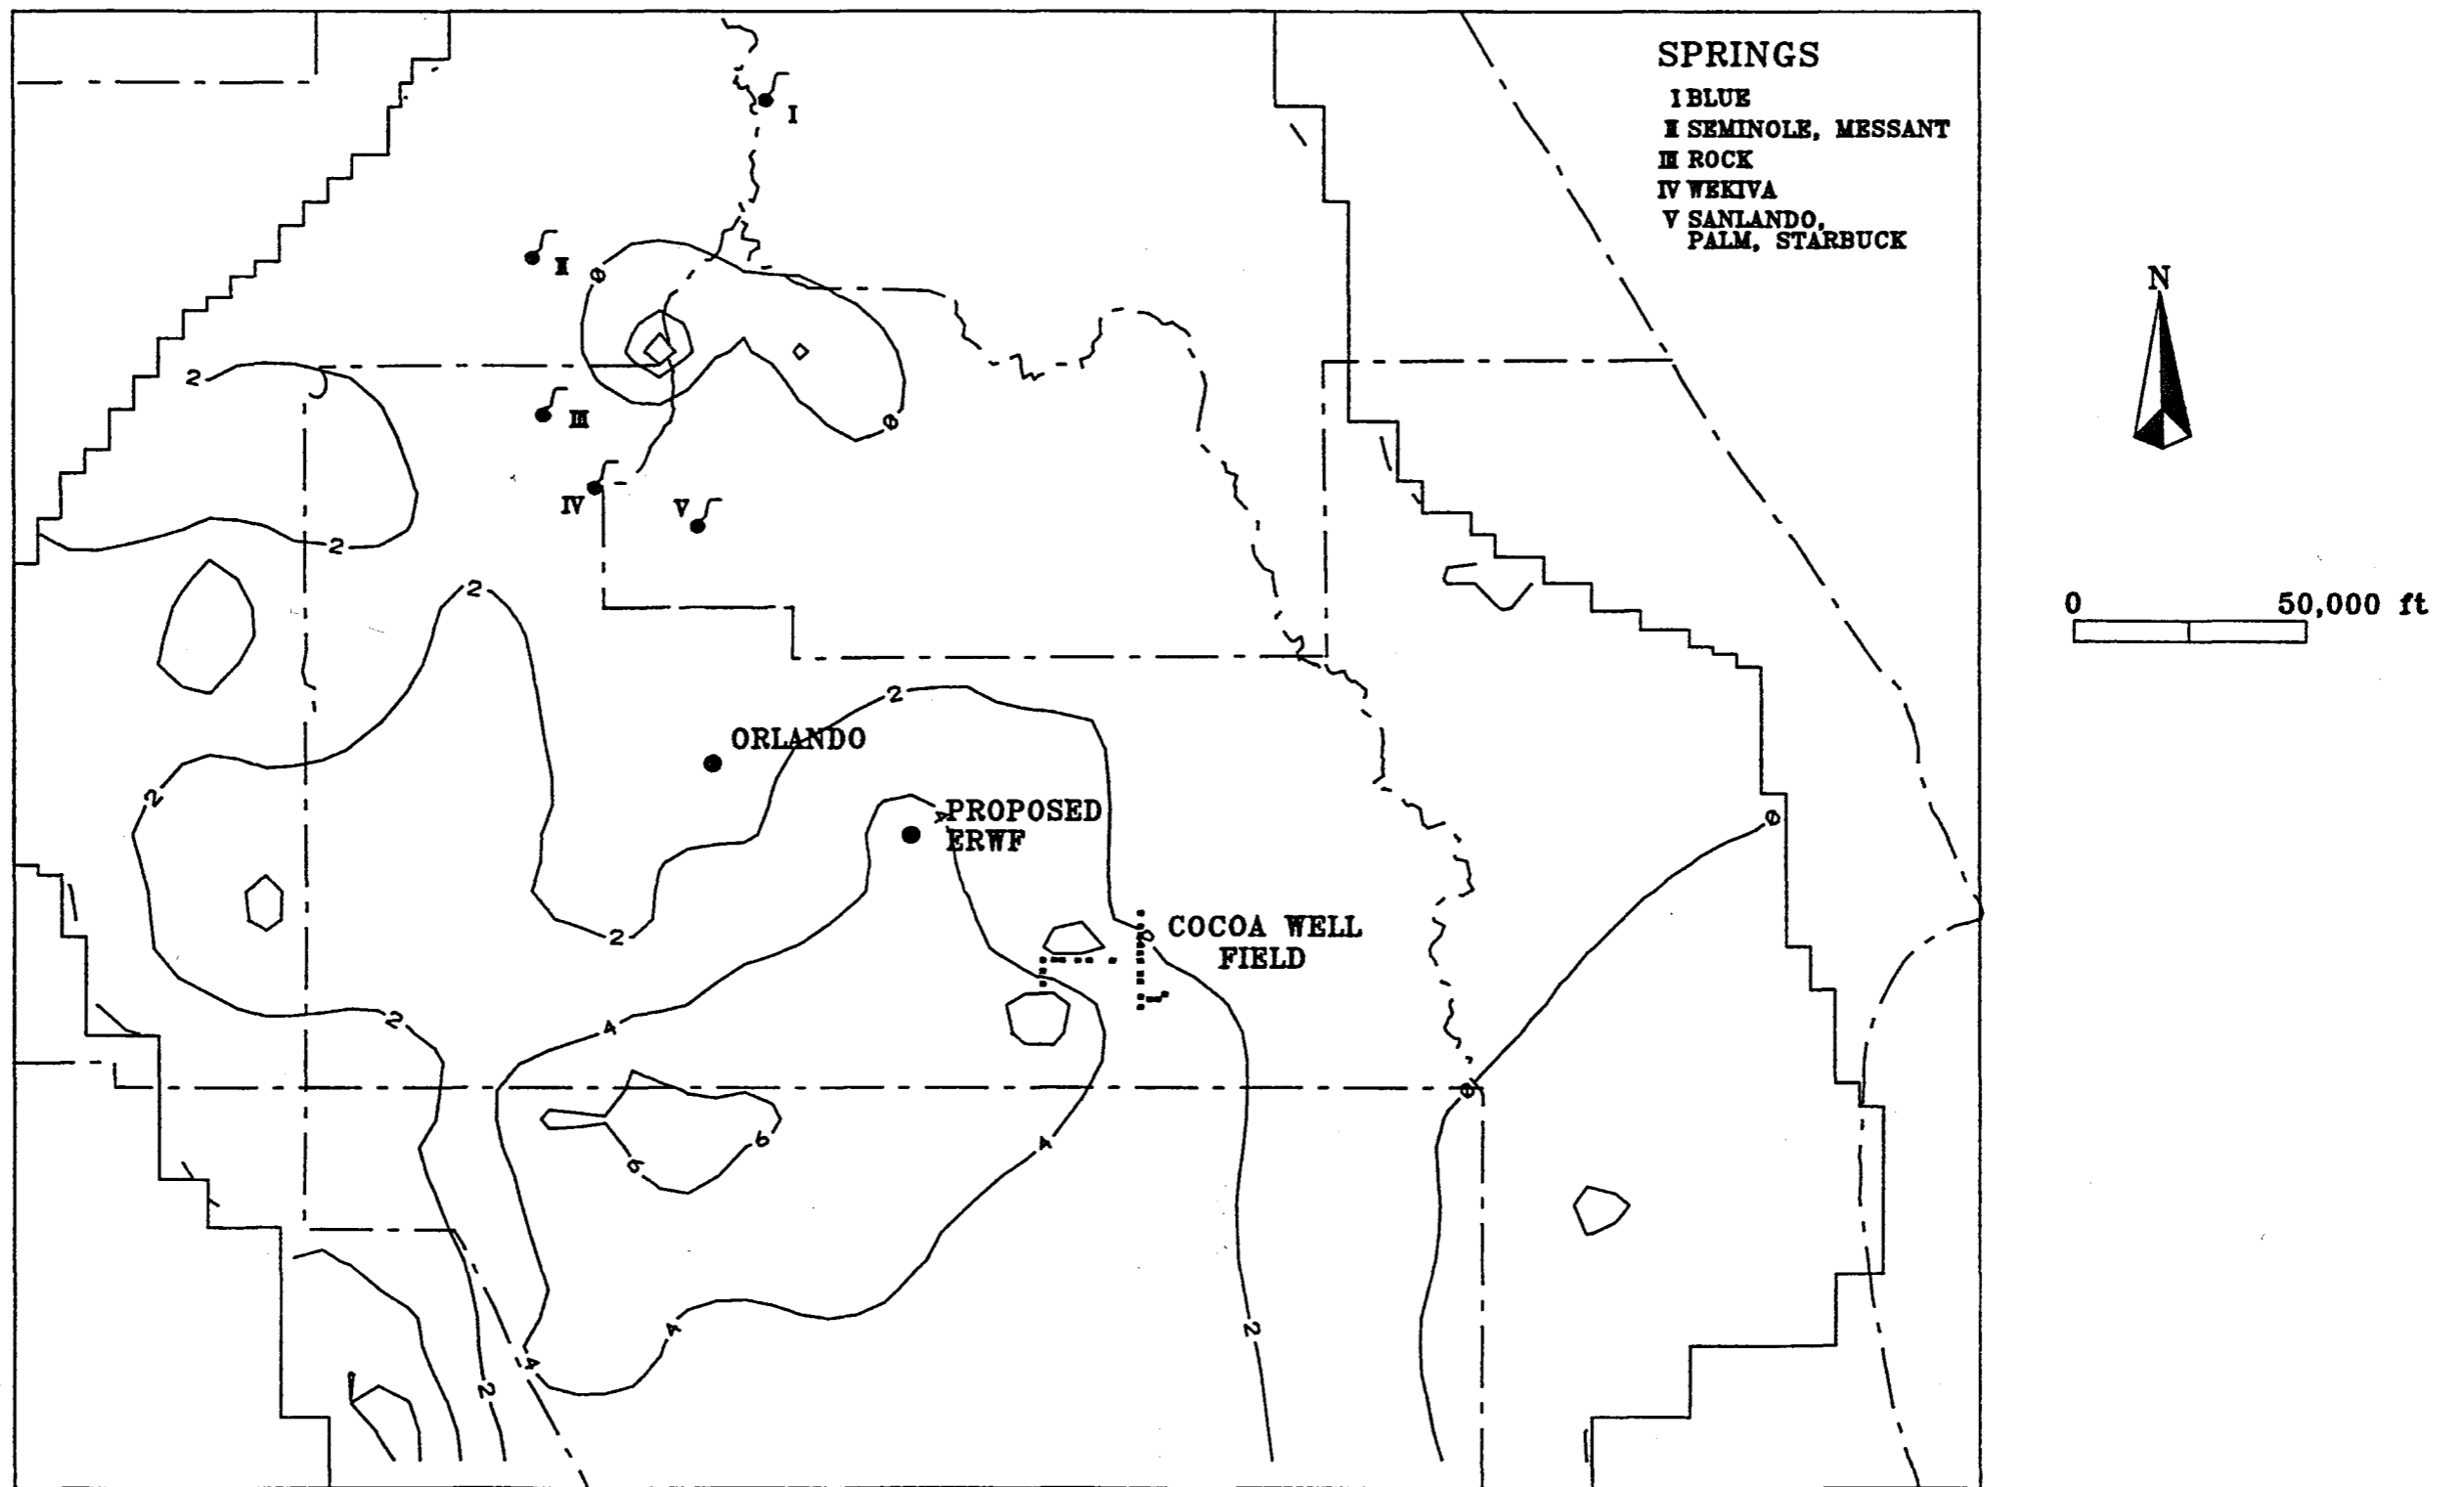 SPRINGS
I BLUE
II SEMINOLE, MESSANT
III ROCK
IV WEKIVA
V SANLANDO,
PALM, STARBUCK
N
0 50,000 ft
I
II
0
2
III
0
IV
V
2
2
2
ORLANDO
2
PROPOSED
4
ERWF
0
2
COCOA WELL
2
FIELD
2
4
0
6
6
4
4
2
4
2